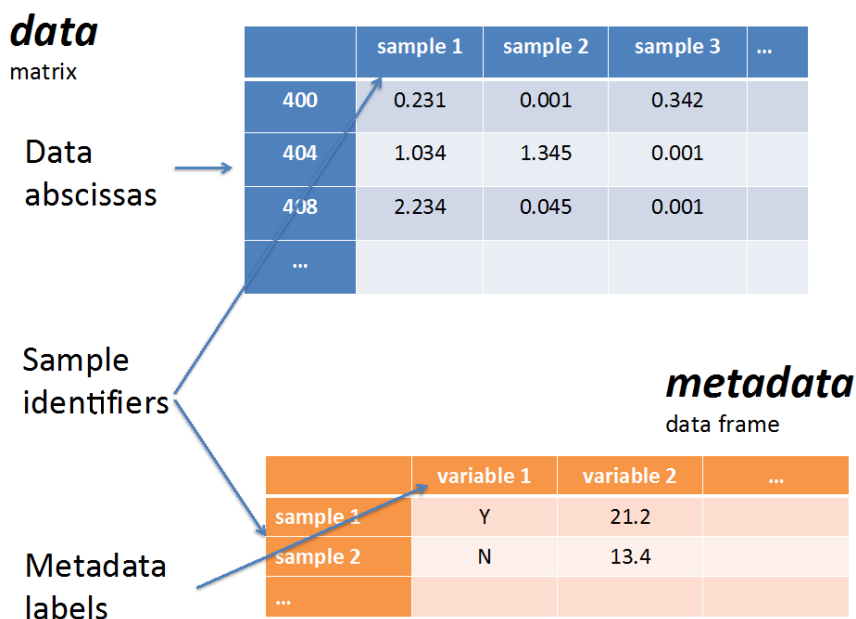 data
matrix
sample 1 sample 2 sample 3 ...
400 0.231 0.001 0.342
404 1.034 1.345 0.001
408 2.234 0.045 0.001
...
Data
abscissas
Sample
identifiers
metadata
data frame
variable 1 variable 2 ...
sample 1 Y 21.2
sample 2 N 13.4
...
Metadada
labels